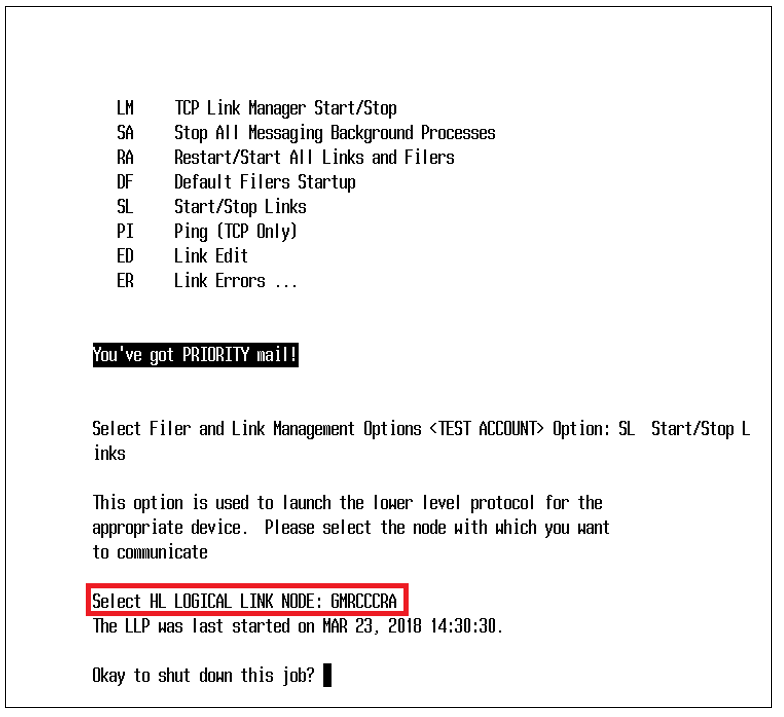 LM     TCP Link Manager Start/Stop
SA     Stop All Messaging Background Processes
RA     Restart/Start All Links and Filers
DF     Default Filers Startup
SL     Start/Stop Links
PI     Ping (TCP Only)
ED     Link Edit
ER     Link Errors ...
You've got PRIORITY mail!
Select Filer and Link Management Options <TEST ACCOUNT> Option: SL  Start/Stop L
inks
This option is used to launch the lower level protocol for the
appropriate device.  Please select the node with which you want
to communicate
Select HL LOGICAL LINK NODE: GMRCCCRA
The LLP was last started on MAR 23, 2018 14:30:30.
Okay to shut down this job?